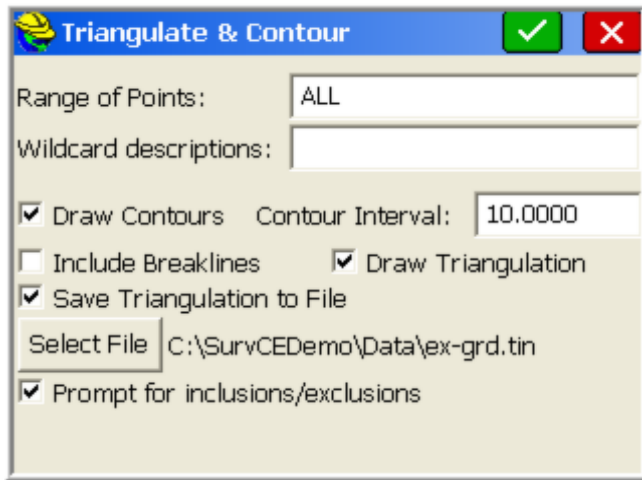 Triangulate & Contour
Range of Points: ALL
Wildcard descriptions:
Draw Contours Contour Interval: 10.0000
Include Breaklines Draw Triangulation
Save Triangulation to File
Select File C:\SurvCEDemo\Data\ex-grd.tin
Prompt for inclusions/exclusions